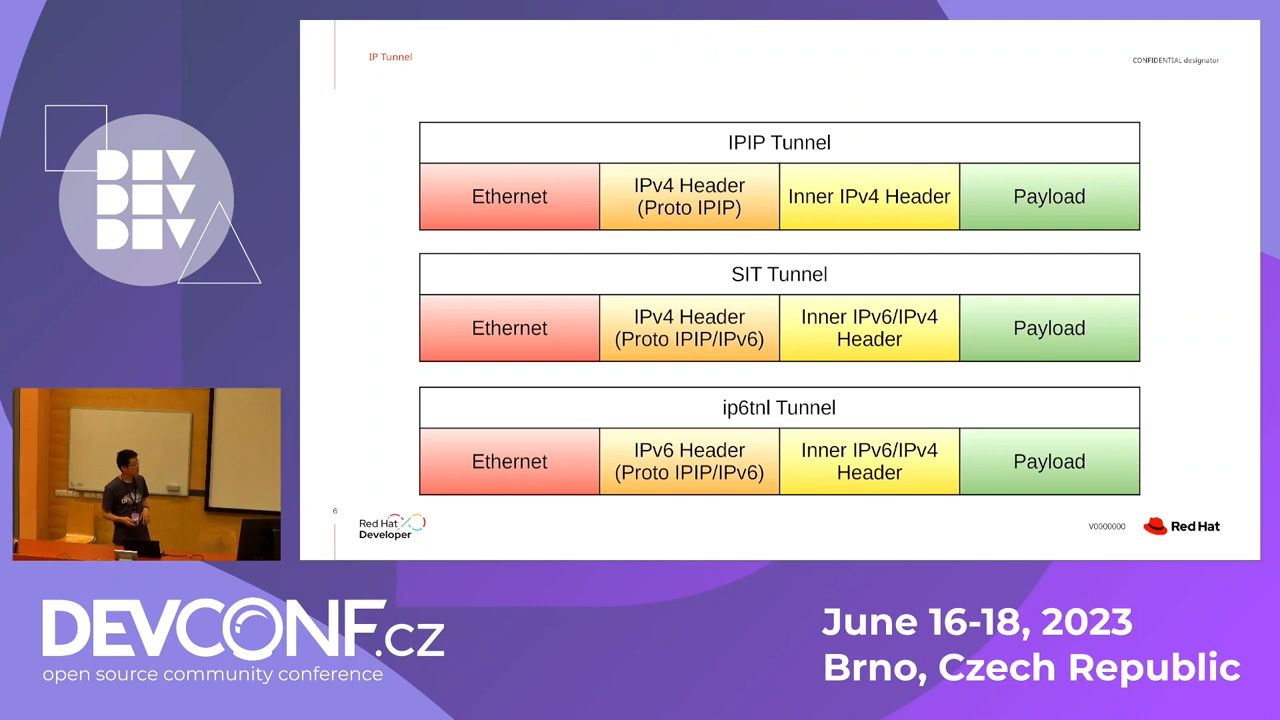 IP Tunnel
CONFIDENTIAL designator
IPIP Tunnel
Ethernet
IPv4 Header
(Proto IPIP)
Inner IPv4 Header
Payload
SIT Tunnel
Ethernet
IPv4 Header
(Proto IPIP/IPv6)
Inner IPv6/IPv4
Header
Payload
ip6tnl Tunnel
Ethernet
IPv6 Header
(Proto IPIP/IPv6)
Inner IPv6/IPv4
Header
Payload
6
Red Hat
Developer
V0000000
Red Hat
DEV
DEV
DEV
DEVCONF.cz
open source community conference
June 16-18, 2023
Brno, Czech Republic